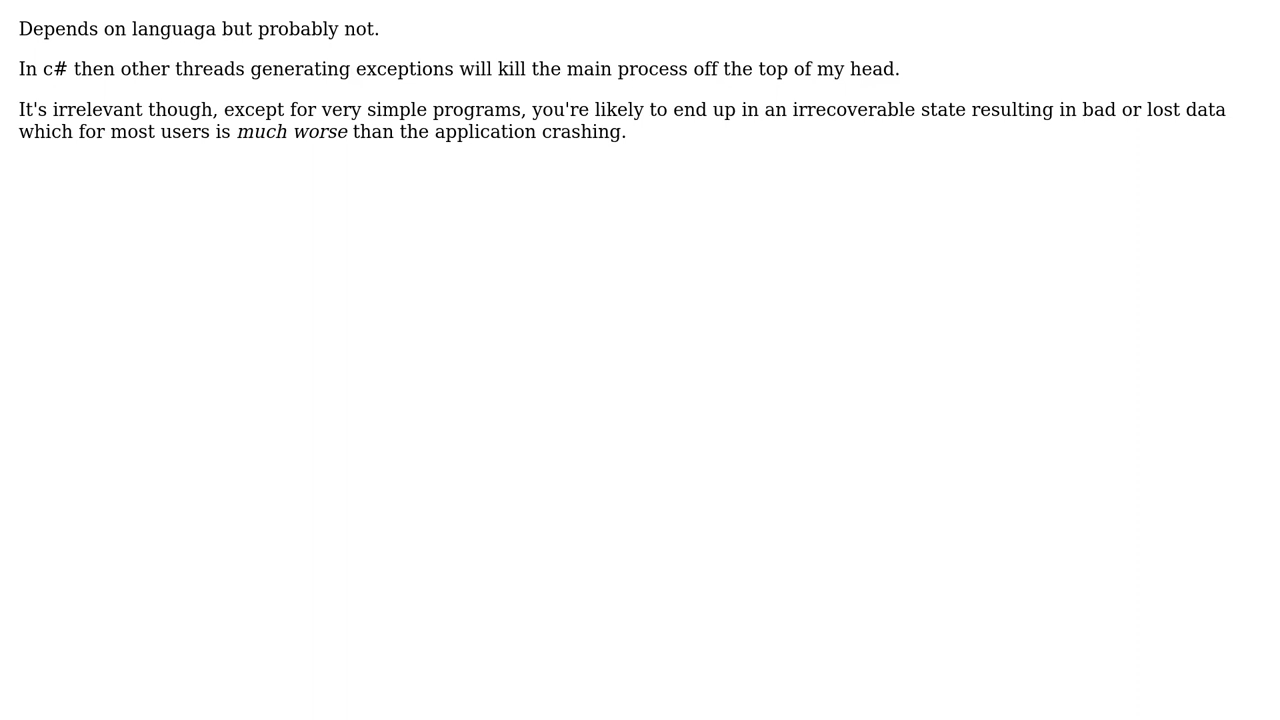 Depends on languaga but probably not.
In c# then other threads generating exceptions will kill the main process off the top of my head.
It's irrelevant though, except for very simple programs, you're likely to end up in an irrecoverable state resulting in bad or lost data
which for most users is much worse than the application crashing.